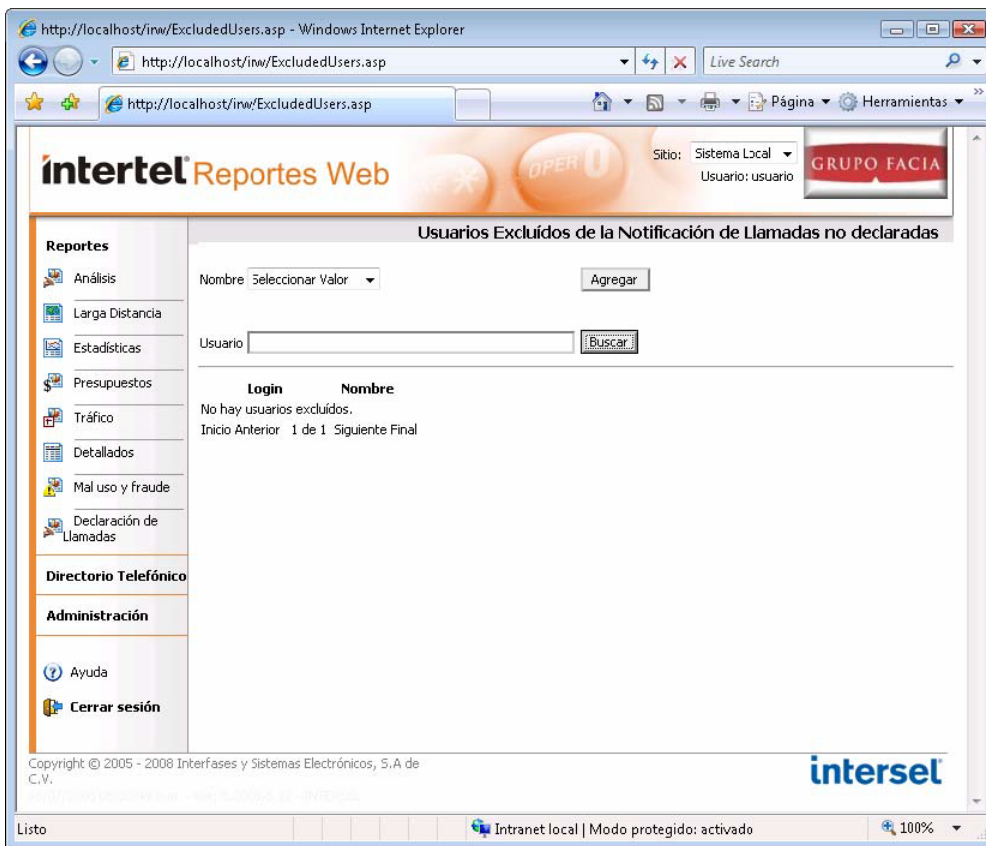 http://localhost/irw/ExcludedUsers.asp - Windows Internet Explorer
http://localhost/irw/ExcludedUsers.asp
Live Search
http://localhost/irw/ExcludedUsers.asp
Página
Herramientas
íntertel Reportes Web
OPER 0
Sitio: Sistema Local
Usuario: usuario
GRUPO FACIA
Usuarios Excluídos de la Notificación de Llamadas no declaradas
Reportes
Análisis
Larga Distancia
Estadísticas
Presupuestos
Tráfico
Detallados
Mal uso y fraude
Declaración de
Llamadas
Directorio Telefónico
Administración
Ayuda
Cerrar sesión
Nombre Seleccionar Valor
Agregar
Usuario
Buscar
Login Nombre
No hay usuarios excluídos.
Inicio Anterior 1 de 1 Siguiente Final
Copyright © 2005 - 2008 Interfases y Sistemas Electrónicos, S.A de
C.V.
intersel
Listo
Intranet local | Modo protegido: activado
100%